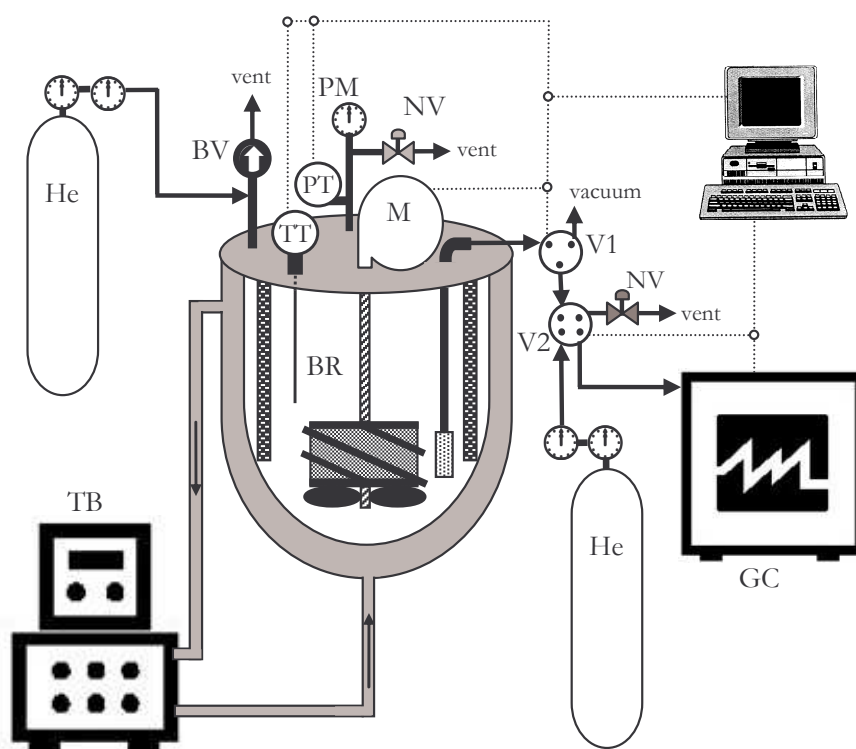 PM
NV
vent
BV
vent
vacuum
PT
He
M
TT
V1
NV
vent
V2
BR
TB
He
GC